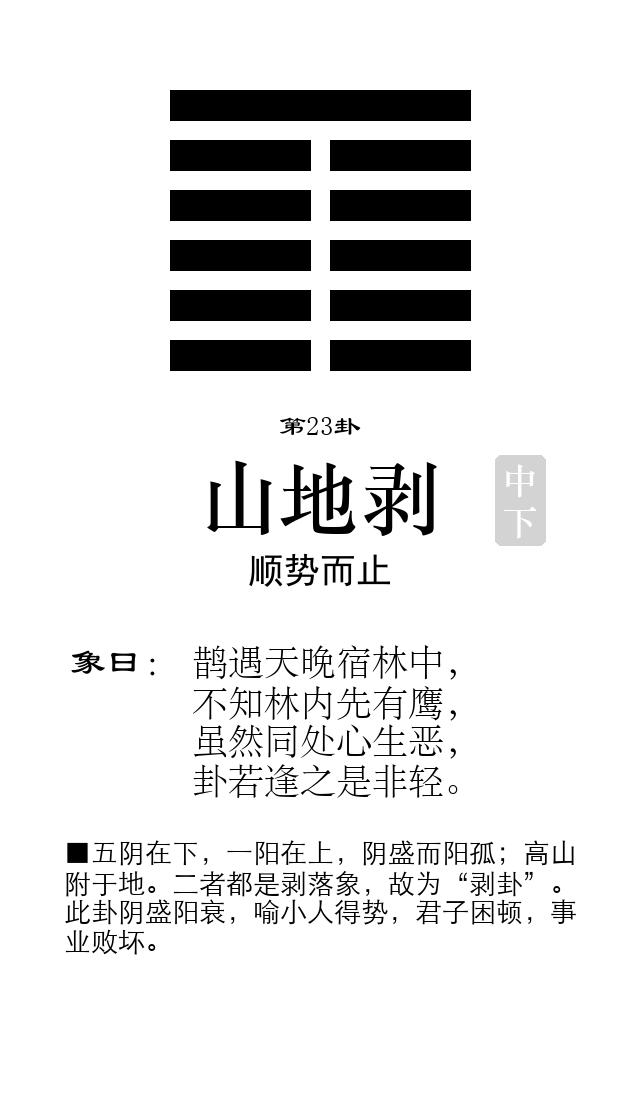 第23卦
山地剥
中
下
顺势而止
象曰： 鹊遇天晚宿林中，
不知林内先有鹰，
虽然同处心生恶，
卦若逢之是非轻。
■五阴在下，一阳在上，阴盛而阳孤；高山
附于地。二者都是剥落象，故为“剥卦”。
此卦阴盛阳衰，喻小人得势，君子困顿，事
业败坏。